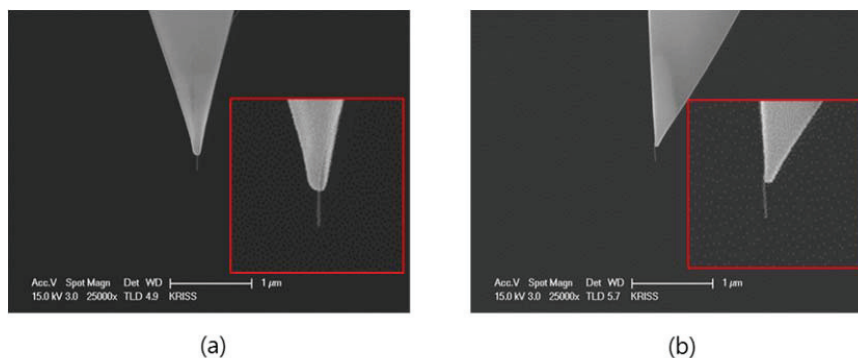 Acc.V Spot Magn Det WD 1 µm
15.0 kV 3.0 25000x TLD 4.9 KRISS
Acc.V Spot Magn Det WD 1 µm
15.0 kV 3.0 25000x TLD 5.7 KRISS
(a)
(b)